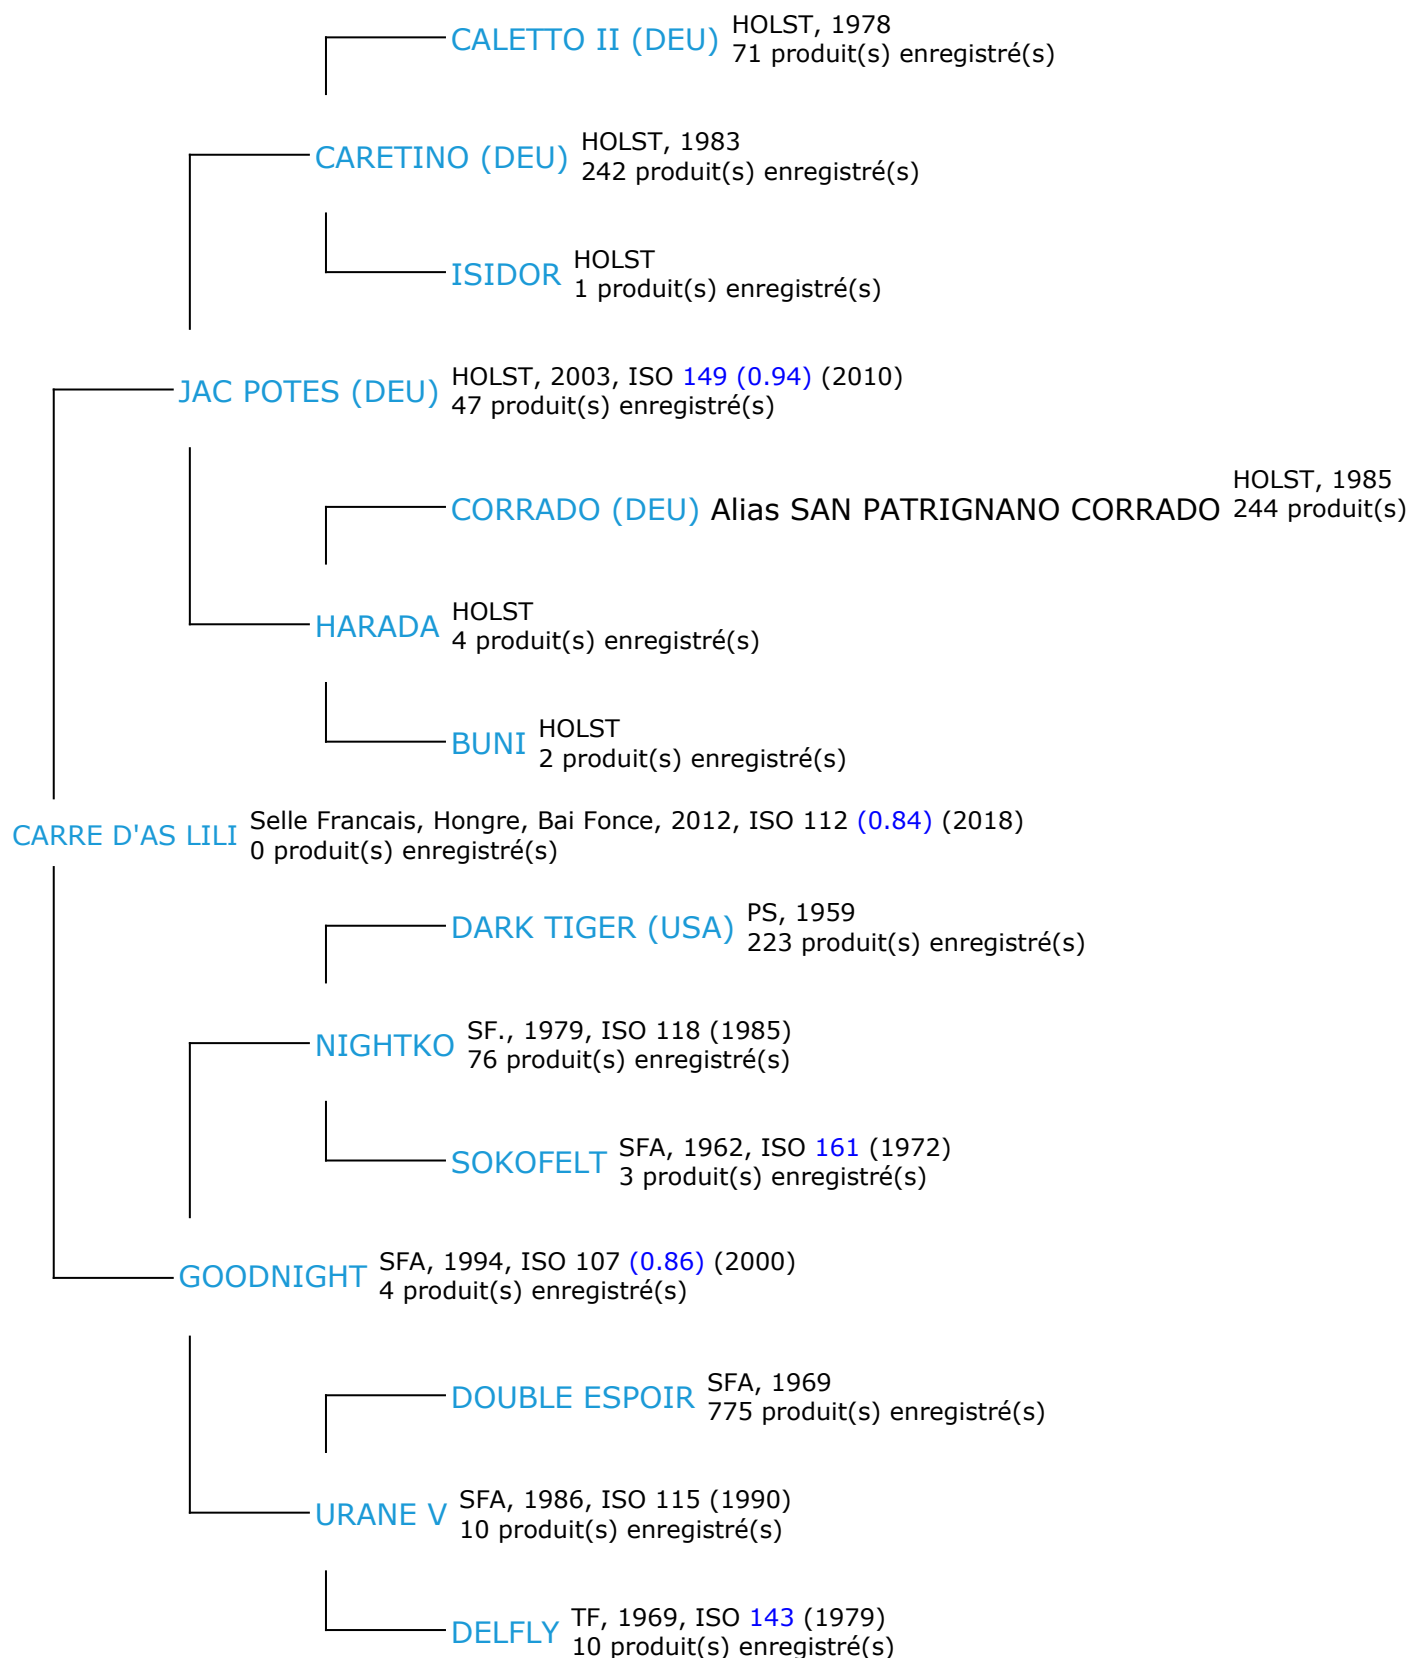 CALETTO II (DEU) HOLST, 1978
71 produit(s) enregistré(s)
CARETINO (DEU) HOLST, 1983
242 produit(s) enregistré(s)
ISIDOR HOLST
1 produit(s) enregistré(s)
JAC POTES (DEU) HOLST, 2003, ISO 149 (0.94) (2010)
47 produit(s) enregistré(s)
CORRADO (DEU) Alias SAN PATRIGNANO CORRADO HOLST, 1985
244 produit(s)
HARADA HOLST
4 produit(s) enregistré(s)
BUNI HOLST
2 produit(s) enregistré(s)
CARRE D'AS LILI Selle Francais, Hongre, Bai Fonce, 2012, ISO 112 (0.84) (2018)
0 produit(s) enregistré(s)
DARK TIGER (USA) PS, 1959
223 produit(s) enregistré(s)
NIGHTKO SF., 1979, ISO 118 (1985)
76 produit(s) enregistré(s)
SOKOFELT SFA, 1962, ISO 161 (1972)
3 produit(s) enregistré(s)
GOODNIGHT SFA, 1994, ISO 107 (0.86) (2000)
4 produit(s) enregistré(s)
DOUBLE ESPOIR SFA, 1969
775 produit(s) enregistré(s)
URANE V SFA, 1986, ISO 115 (1990)
10 produit(s) enregistré(s)
DELFLY TF, 1969, ISO 143 (1979)
10 produit(s) enregistré(s)